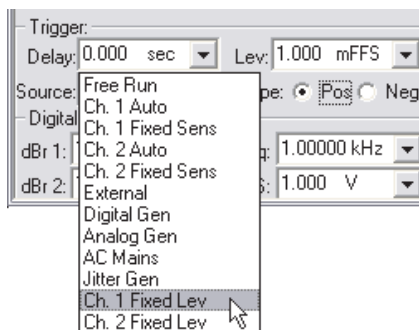 Trigger:
Delay: 0.000 sec Lev: 1.000 mFFS
Source: pe: Pos Neg
Free Run
Ch. 1 Auto
Ch. 1 Fixed Sens
Ch. 2 Auto
Ch. 2 Fixed Sens
External
Digital Gen
Analog Gen
AC Mains
Jitter Gen
Ch. 1 Fixed Lev
Ch. 2 Fixed Lev
Digital
dBr 1: q: 1.00000 kHz
dBr 2: S: 1.000 V